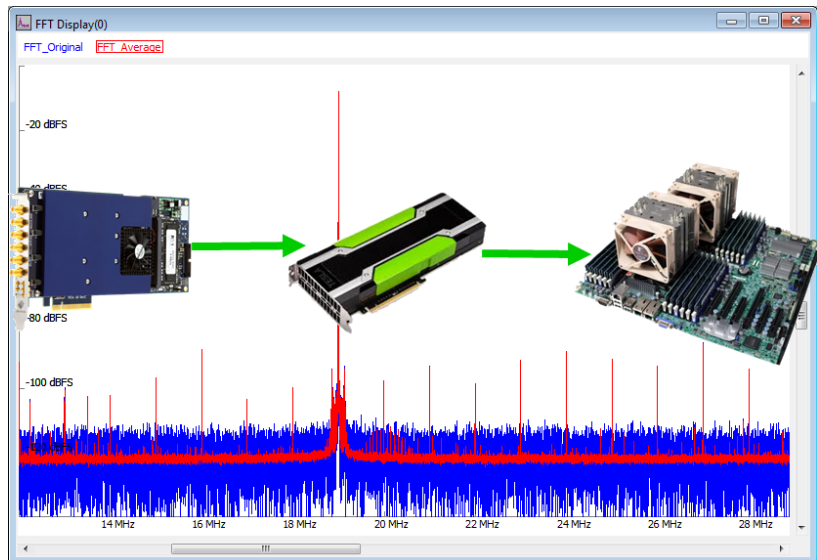 FFT Display(0)
FFT_Original FFT_Average
-20 dBFS
-80 dBFS
-100 dBFS
14 MHz 16 MHz 18 MHz 20 MHz 22 MHz 24 MHz 26 MHz 28 MHz